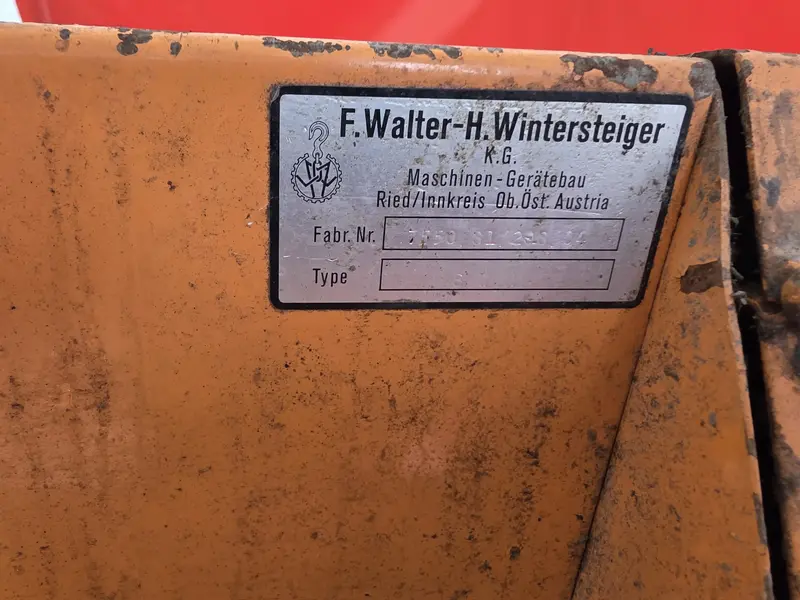 F.Walter-H.Wintersteiger
K.G.
Maschinen-Gerätebau
Ried/Innkreis Ob.Öst. Austria
Fabr. Nr.
Type